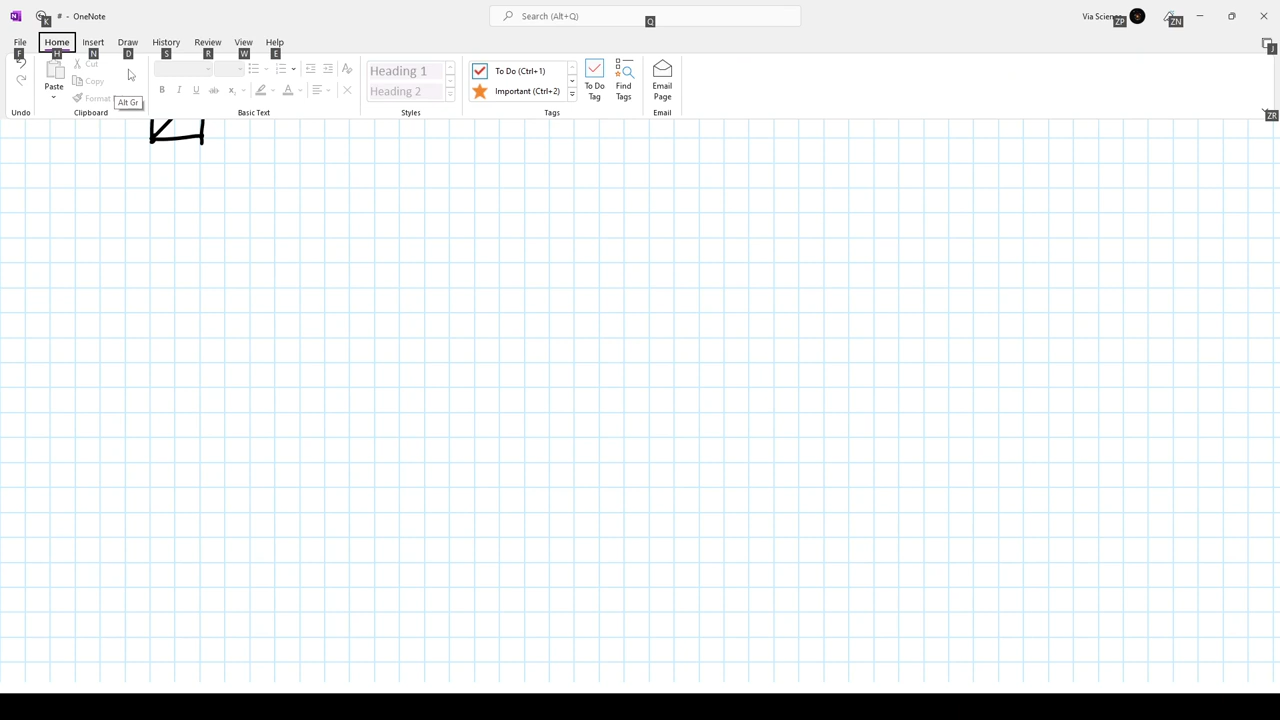 # - OneNote
K
Search (Alt+Q)
Q
Via Science
ZP
ZN
File Home Insert Draw History Review View Help
F H N D S R W E J
Paste
Cut
Copy
Format
Alt Gr
B I U ab x
Heading 1
Heading 2
To Do (Ctrl+1)
Important (Ctrl+2)
To Do Tag
Find Tags
Email Page
Undo Clipboard Basic Text Styles Tags Email
ZR